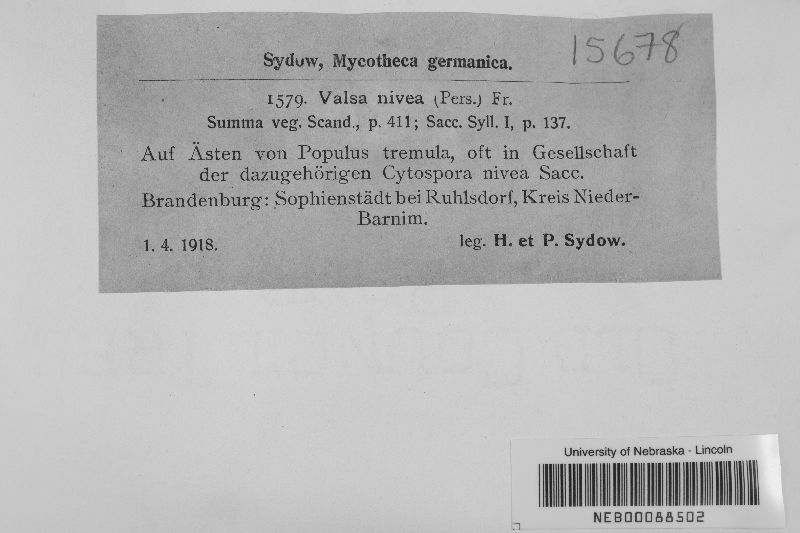 Sydow, Mycotheca germanica.
15678
1579. Valsa nivea (Pers.) Fr.
Summa veg. Scand., p. 411; Sacc. Syll. I, p. 137.
Auf Ästen von Populus tremula, oft in Gesellschaft
der dazugehörigen Cytospora nivea Sacc.
Brandenburg: Sophienstädt bei Ruhlsdorf, Kreis Nieder-
Barnim.
1. 4. 1918.
leg. H. et P. Sydow.
University of Nebraska - Lincoln
NEB00088502